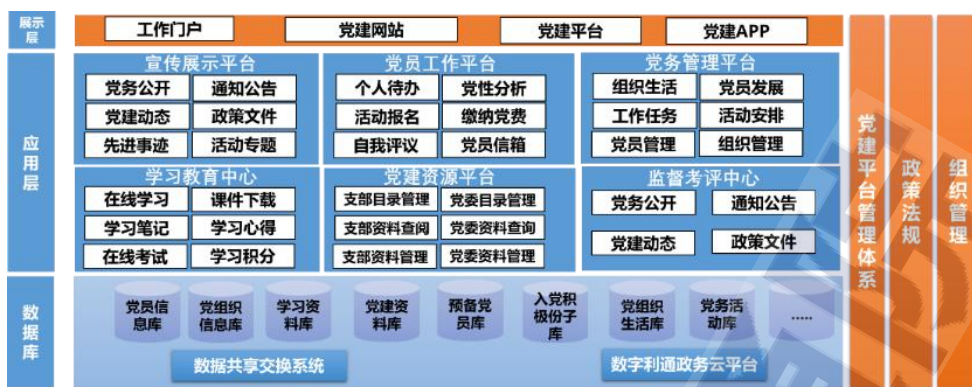 展示层
工作门户 党建网站 党建平台 党建APP
应用层
宣传展示平台
党务公开 通知公告
党建动态 政策文件
先进事迹 活动专题
党员工作平台
个人待办 党性分析
活动报名 缴纳党费
自我评议 党员信箱
党务管理平台
组织生活 党员发展
工作任务 活动安排
党员管理 组织管理
学习教育中心
在线学习 课件下载
学习笔记 学习心得
在线考试 学习积分
党建资源平台
支部目录管理 党委目录管理
支部资料查阅 党委资料查询
支部资料管理 党委资料管理
监督考评中心
党务公开 通知公告
党建动态 政策文件
数据库
党员信息库
党组织信息库
学习资料库
党建资料库
预备党员库
入党积极份子库
党组织生活库
党务活动库
.....
数据共享交换系统 数字利通政务云平台
党建平台管理体系
政策法规
组织管理